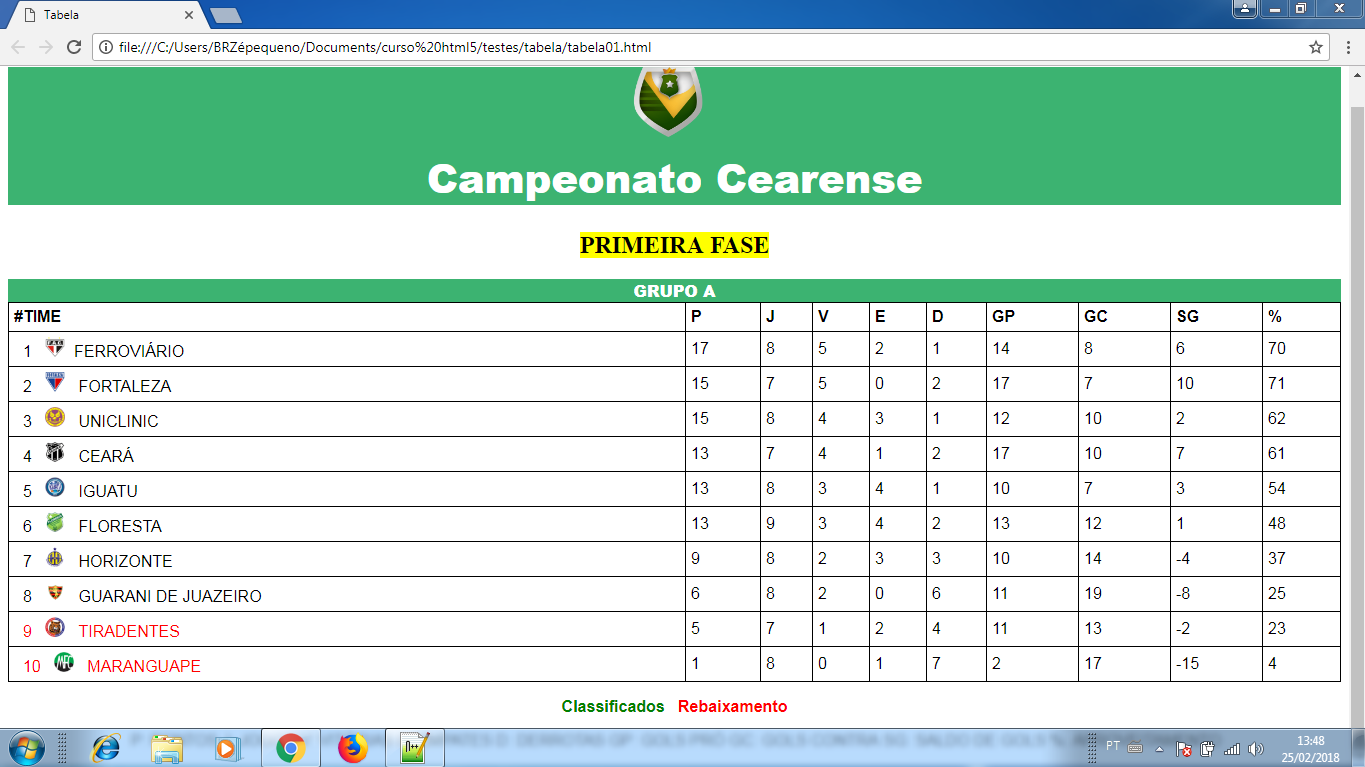 Tabela
file:///C:/Users/BRZépequeno/Documents/curso%20html5/testes/tabela/tabela01.html
Campeonato Cearense
PRIMEIRA FASE
GRUPO A
#TIME P J V E D GP GC SG %
1 FERROVIÁRIO 17 8 5 2 1 14 8 6 70
2 FORTALEZA 15 7 5 0 2 17 7 10 71
3 UNICLINIC 15 8 4 3 1 12 10 2 62
4 CEARÁ 13 7 4 1 2 17 10 7 61
5 IGUATU 13 8 3 4 1 10 7 3 54
6 FLORESTA 13 9 3 4 2 13 12 1 48
7 HORIZONTE 9 8 2 3 3 10 14 -4 37
8 GUARANI DE JUAZEIRO 6 8 2 0 6 11 19 -8 25
9 TIRADENTES 5 7 1 2 4 11 13 -2 23
10 MARANGUAPE 1 8 0 1 7 2 17 -15 4
Classificados Rebaixamento
PT 13:48
25/02/2018